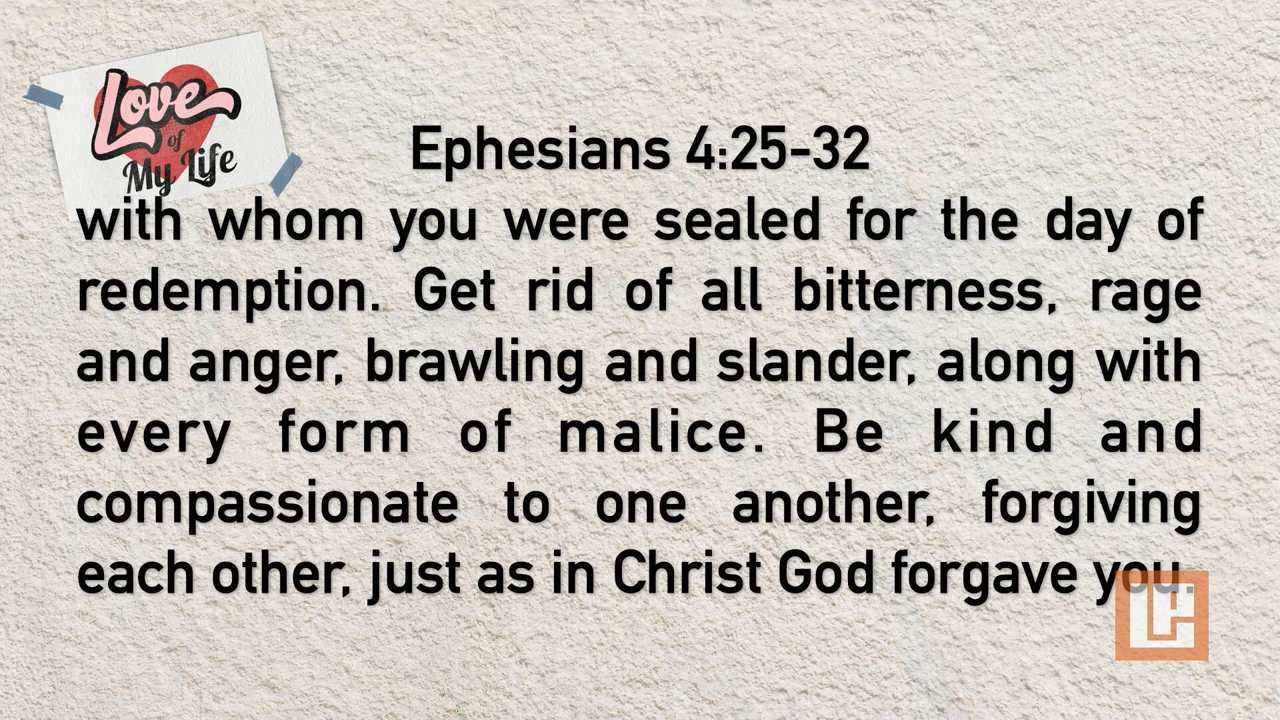 Love
of
My Life
Ephesians 4:25-32
with whom you were sealed for the day of
redemption. Get rid of all bitterness, rage
and anger, brawling and slander, along with
every form of malice. Be kind and
compassionate to one another, forgiving
each other, just as in Christ God forgave you.